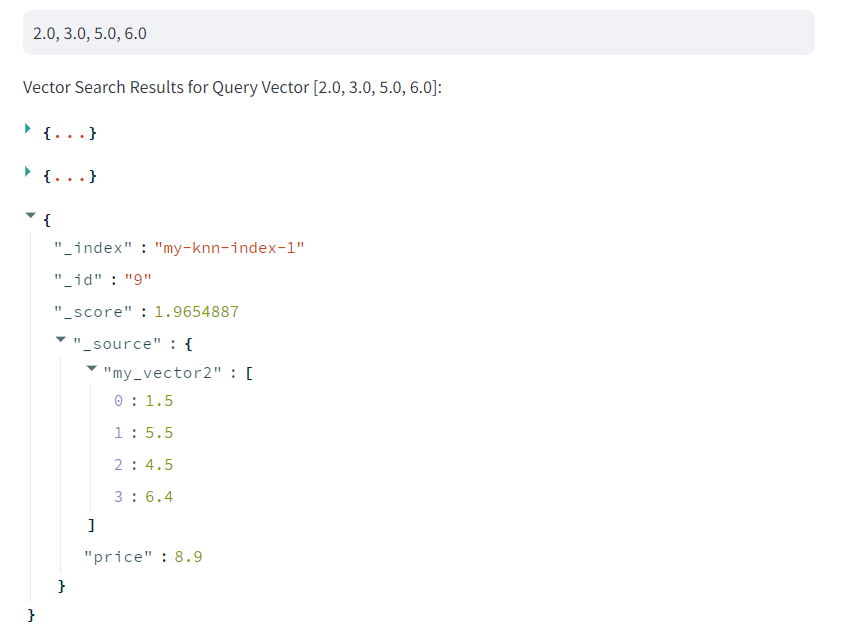 2.0, 3.0, 5.0, 6.0
Vector Search Results for Query Vector [2.0, 3.0, 5.0, 6.0]:
{...}
{...}
{
"_index" : "my-knn-index-1"
"_id" : "9"
"_score" : 1.9654887
"_source" : {
"my_vector2" : [
0 : 1.5
1 : 5.5
2 : 4.5
3 : 6.4
]
"price" : 8.9
}
}